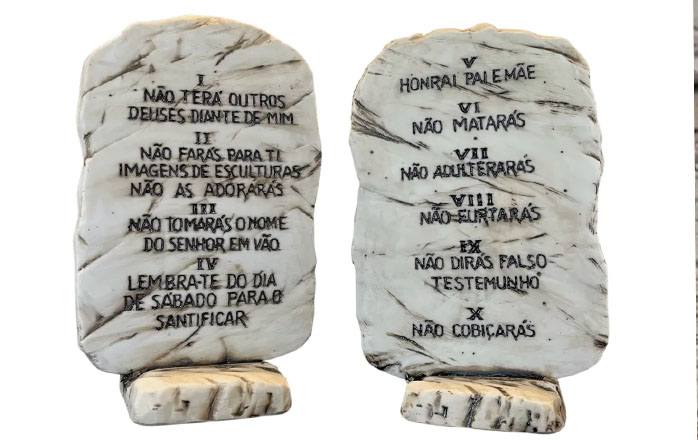 I
NÃO TERÁ OUTROS
DEUSES DIANTE DE MIM
II
NÃO FARÁS PARA TI
IMAGENS DE ESCULTURAS
NÃO AS ADORARÁS
III
NÃO TOMARÁS O NOME
DO SENHOR EM VÃO
IV
LEMBRA-TE DO DIA
DE SÁBADO PARA O
SANTIFICAR
V
HONRAI PAI E MÃE
VI
NÃO MATARÁS
VII
NÃO ADULTERARÁS
VIII
NÃO FURTARÁS
IX
NÃO DIRÁS FALSO
TESTEMUNHO
X
NÃO COBIÇARÁS